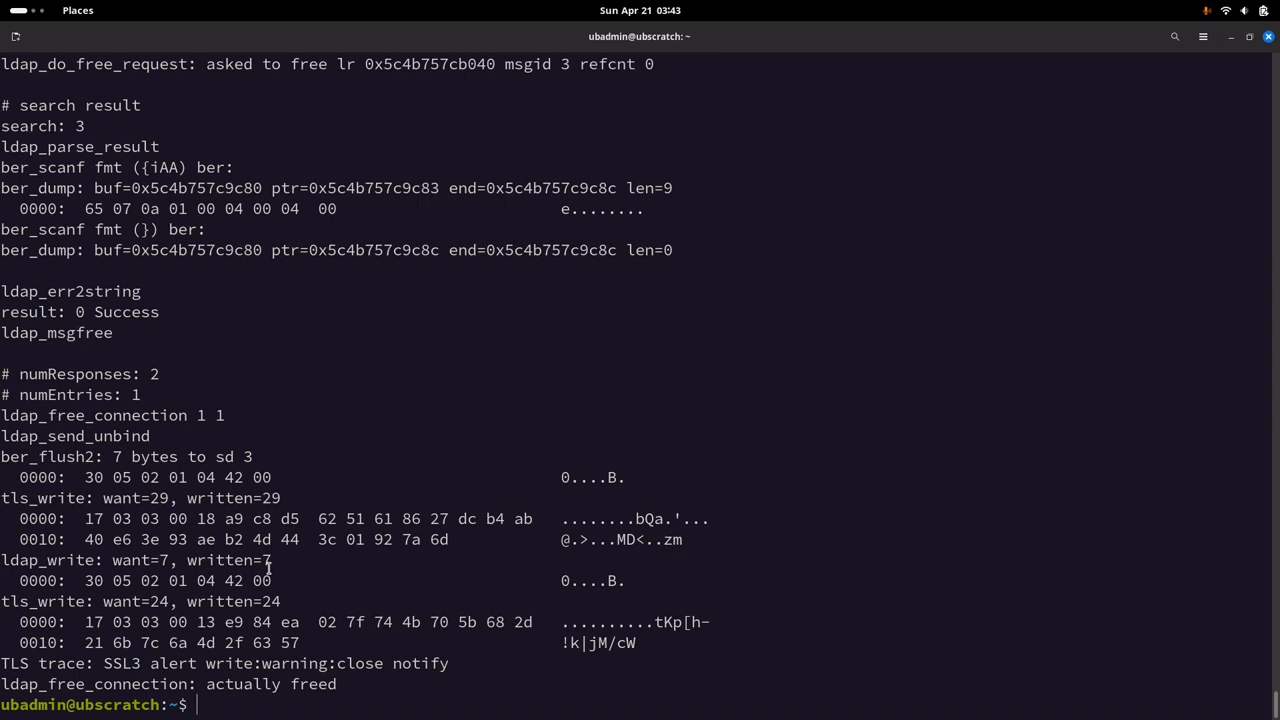 Places
Sun Apr 21 03:43
ubadmin@ubscratch: ~
ldap_do_free_request: asked to free lr 0x5c4b757cb040 msgid 3 refcnt 0
# search result
search: 3
ldap_parse_result
ber_scanf fmt ({iAA) ber:
ber_dump: buf=0x5c4b757c9c80 ptr=0x5c4b757c9c83 end=0x5c4b757c9c8c len=9
  0000:  65 07 0a 01 00 04 00 04  00                        e........
ber_scanf fmt (}) ber:
ber_dump: buf=0x5c4b757c9c80 ptr=0x5c4b757c9c8c end=0x5c4b757c9c8c len=0
ldap_err2string
result: 0 Success
ldap_msgfree
# numResponses: 2
# numEntries: 1
ldap_free_connection 1 1
ldap_send_unbind
ber_flush2: 7 bytes to sd 3
  0000:  30 05 02 01 04 42 00                               0....B.
tls_write: want=29, written=29
  0000:  17 03 03 00 18 a9 c8 d5  62 51 61 86 27 dc b4 ab   ........bQa.'...
  0010:  40 e6 3e 93 ae b2 4d 44  3c 01 92 7a 6d            @.>...MD<..zm
ldap_write: want=7, written=7
  0000:  30 05 02 01 04 42 00                               0....B.
tls_write: want=24, written=24
  0000:  17 03 03 00 13 e9 84 ea  02 7f 74 4b 70 5b 68 2d   ..........tKp[h-
  0010:  21 6b 7c 6a 4d 2f 63 57                            !k|jM/cW
TLS trace: SSL3 alert write:warning:close notify
ldap_free_connection: actually freed
ubadmin@ubscratch:~$